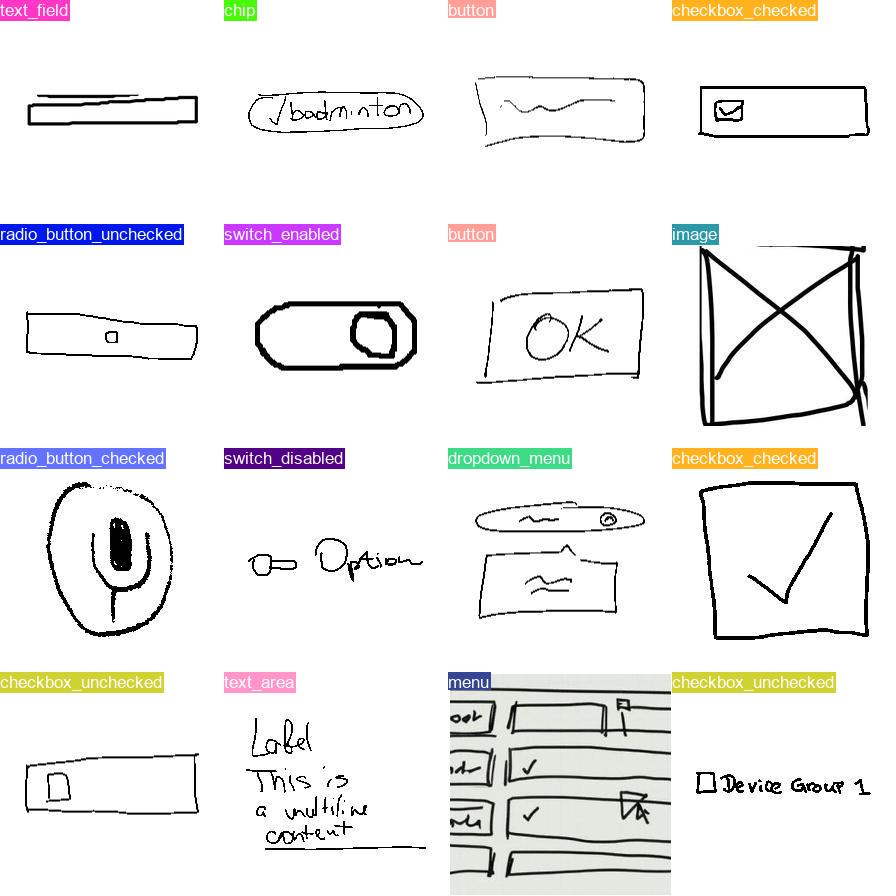 text_field
chip
button
checkbox_checked
badminton
radio_button_unchecked
switch_enabled
button
image
OK
radio_button_checked
switch_disabled
dropdown_menu
checkbox_checked
Option
checkbox_unchecked
text_area
menu
checkbox_unchecked
Label
This is
a multiline
content
Device Group 1